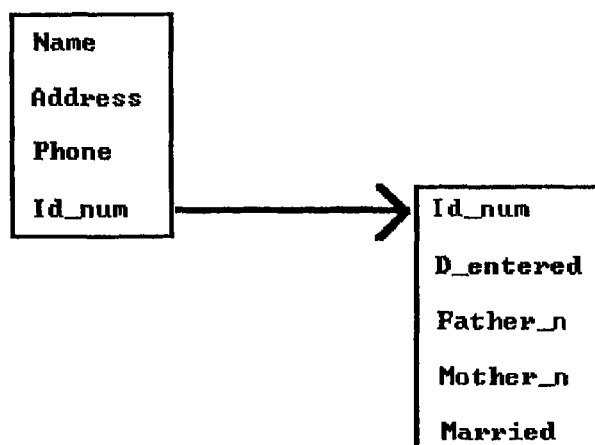 Name
Address
Phone
Id_num
Id_num
D_entered
Father_n
Mother_n
Married